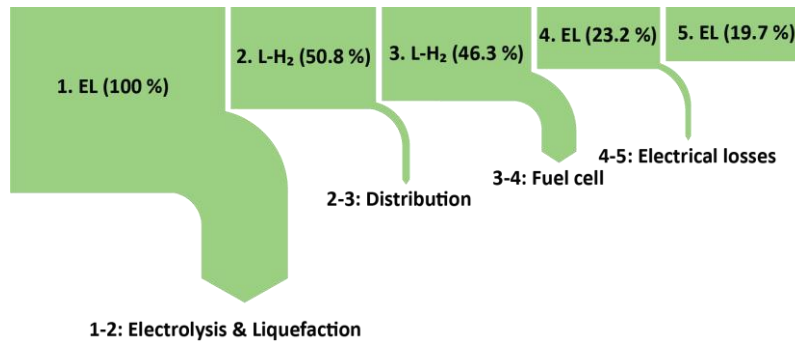 1. EL (100 %)
2. L-H₂ (50.8 %)
3. L-H₂ (46.3 %)
4. EL (23.2 %)
5. EL (19.7 %)
4-5: Electrical losses
3-4: Fuel cell
2-3: Distribution
1-2: Electrolysis & Liquefaction